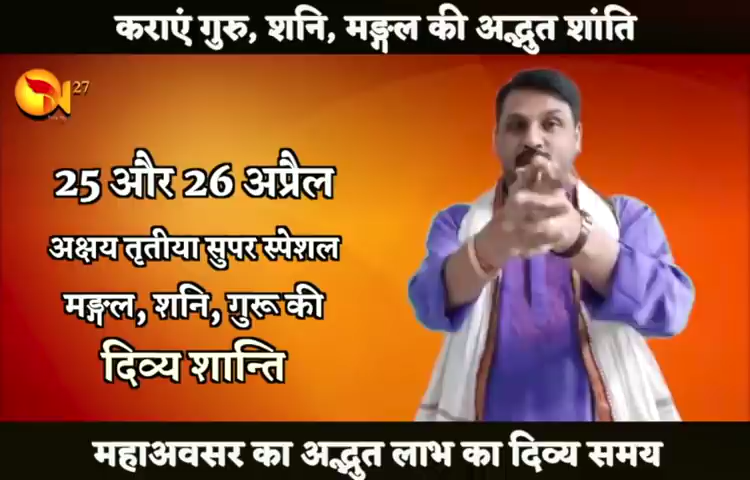 कराएं गुरु, शनि, मङ्गल की अद्भुत शांति
27
25 और 26 अप्रैल
अक्षय तृतीया सुपर स्पेशल
मङ्गल, शनि, गुरू की
दिव्य शान्ति
महाअवसर का अद्भुत लाभ का दिव्य समय